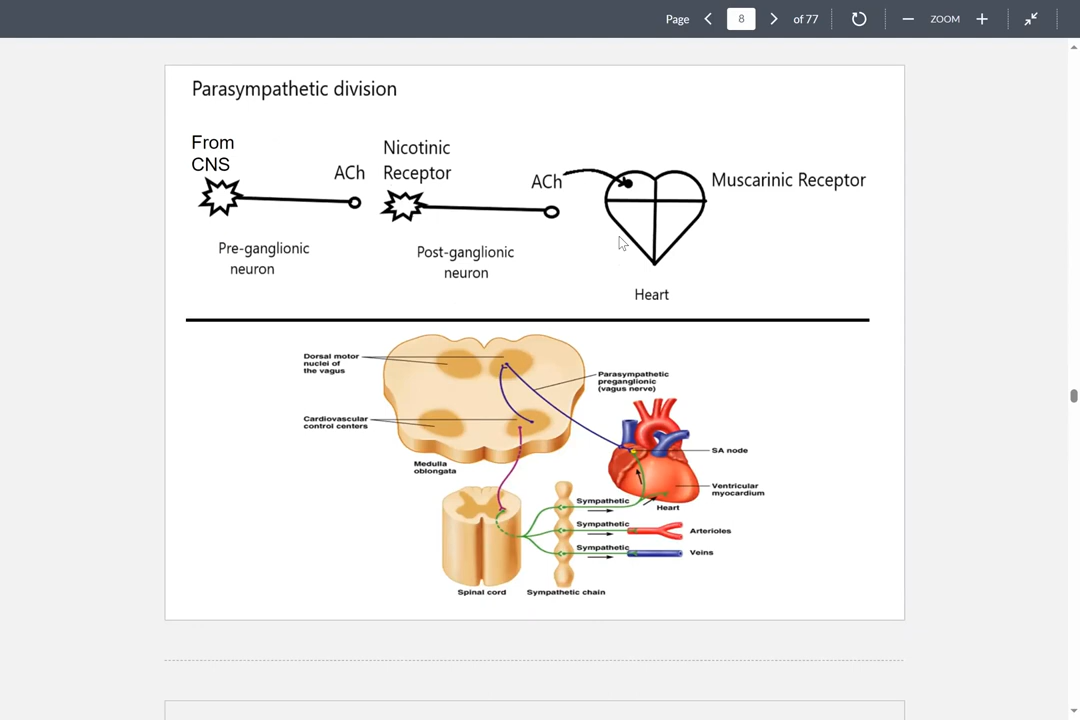 Page 8 of 77 ZOOM
Parasympathetic division
From
CNS
ACh
Nicotinic
Receptor
ACh
Muscarinic Receptor
Pre-ganglionic
neuron
Post-ganglionic
neuron
Heart
Dorsal motor
nuclei of
the vagus
Parasympathetic
preganglionic
(vagus nerve)
Cardiovascular
control centers
SA node
Medulla
oblongata
Ventricular
myocardium
Sympathetic
Heart
Sympathetic
Arterioles
Sympathetic
Veins
Spinal cord
Sympathetic chain